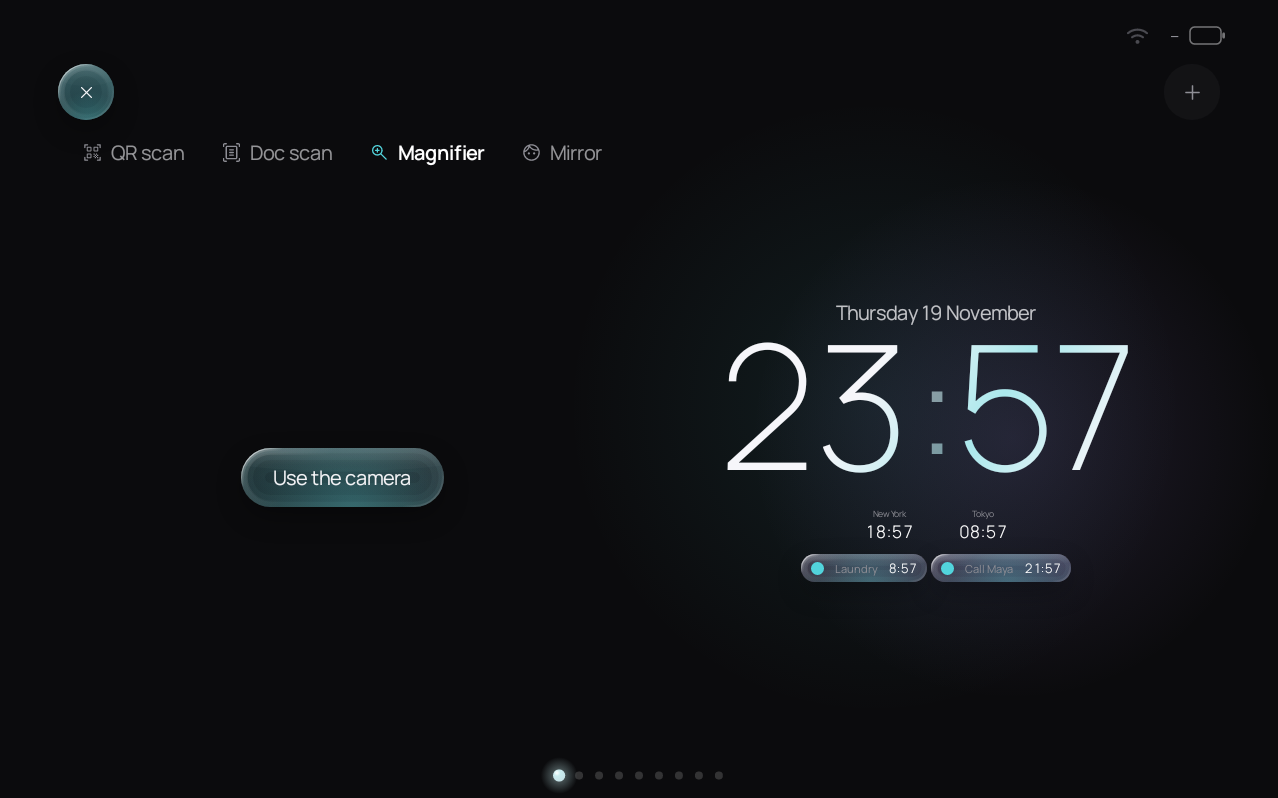 –
QR scan
Doc scan
Magnifier
Mirror
Thursday 19 November
23:57
New York
Tokyo
18:57
08:57
Laundry 8:57
Call Maya 21:57
Use the camera